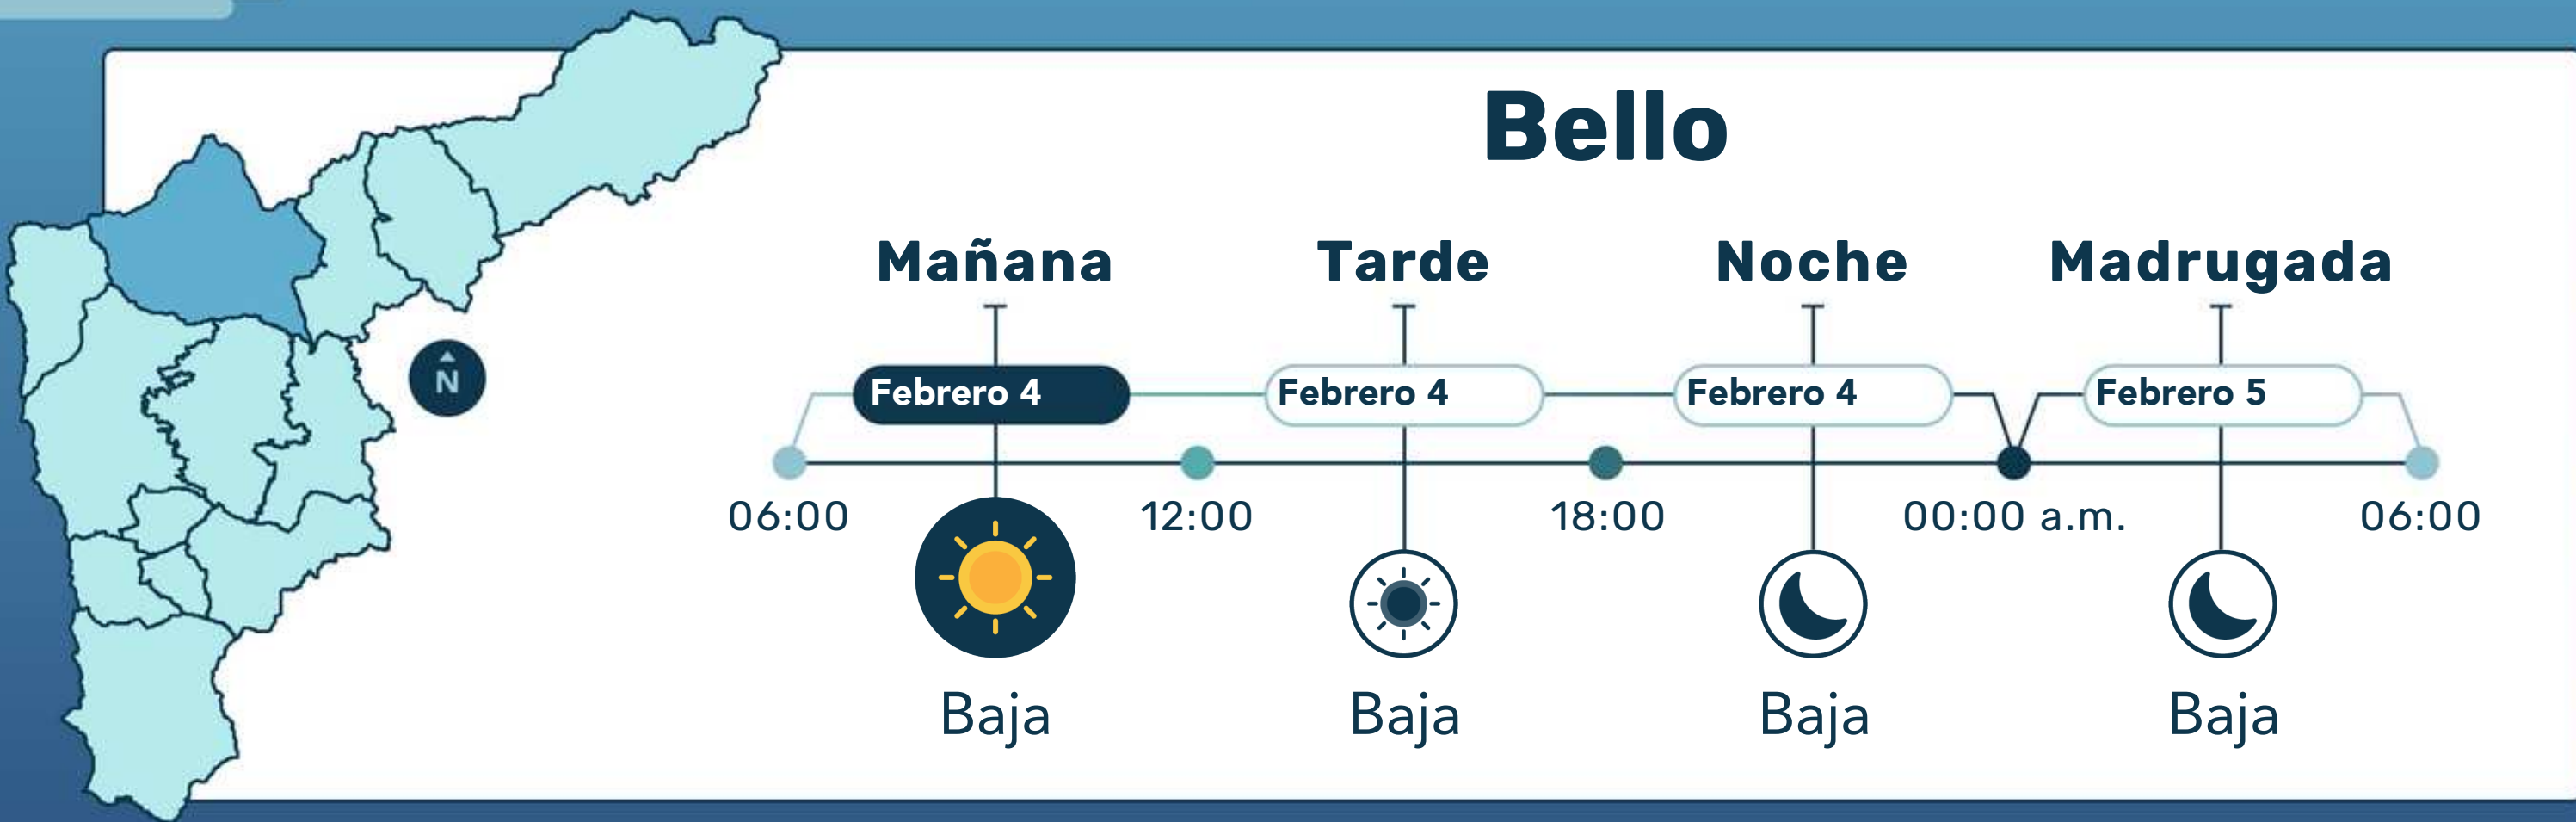 Bello
Mañana Tarde Noche Madrugada
Febrero 4 Febrero 4 Febrero 4 Febrero 5
N
06:00 12:00 18:00 00:00 a.m. 06:00
Baja Baja Baja Baja